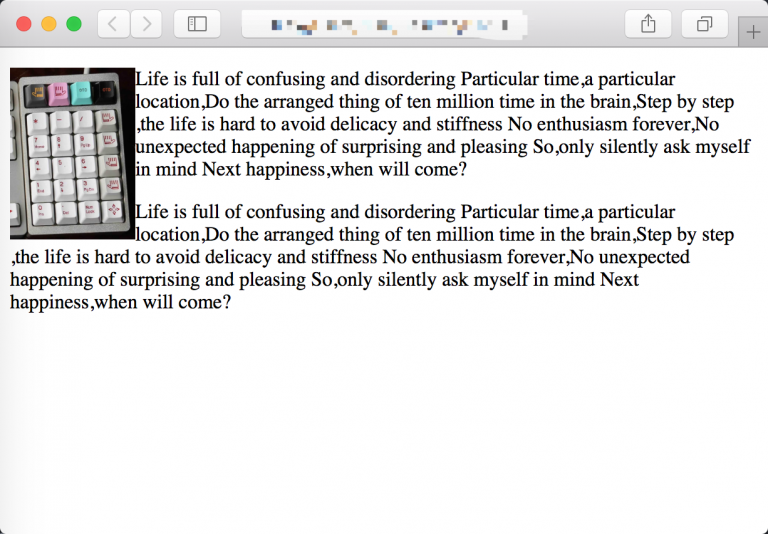 Life is full of confusing and disordering Particular time,a particular
location,Do the arranged thing of ten million time in the brain,Step by step
,the life is hard to avoid delicacy and stiffness No enthusiasm forever,No
unexpected happening of surprising and pleasing So,only silently ask myself
in mind Next happiness,when will come?
Life is full of confusing and disordering Particular time,a particular
location,Do the arranged thing of ten million time in the brain,Step by step
,the life is hard to avoid delicacy and stiffness No enthusiasm forever,No unexpected
happening of surprising and pleasing So,only silently ask myself in mind Next
happiness,when will come?